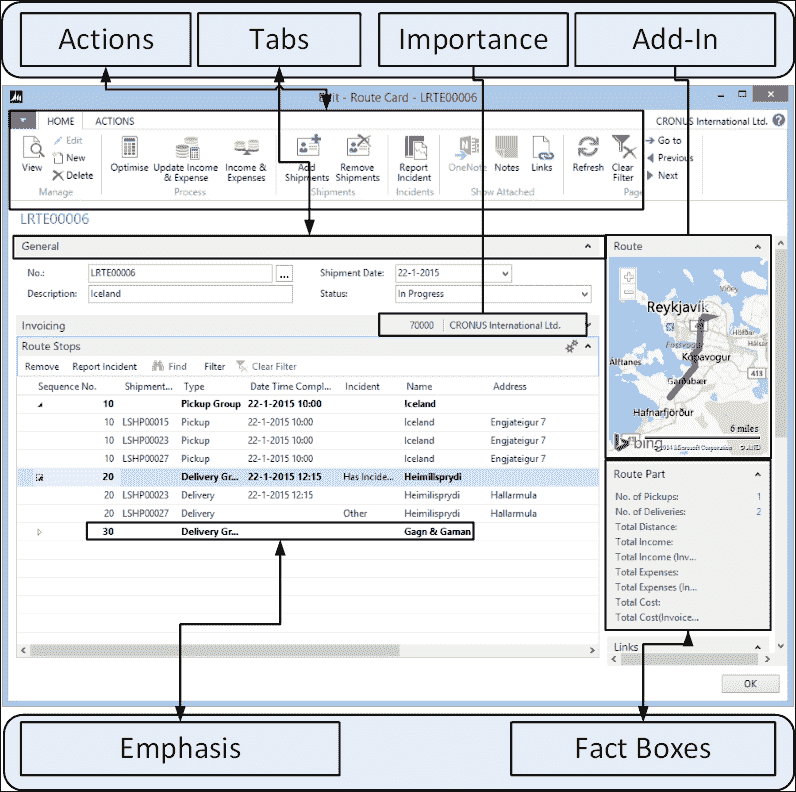 Actions Tabs Importance Add-In
Edit - Route Card - LRTE00006
HOME ACTIONS CRONUS International Ltd.
View Edit New Delete Optimise Update Income & Expense Income & Expenses Add Shipments Remove Shipments Report Incident OneNote Notes Links Refresh Clear Filter Go to Previous Next
Manage Process Shipments Incidents Show Attached Page
LRTE00006
General
No.: LRTE00006 ... Shipment Date: 22-1-2015
Description: Iceland Status: In Progress
Invoicing 70000 CRONUS International Ltd.
Route Stops
Remove Report Incident Find Filter Clear Filter
Sequence No. Shipment... Type Date Time Compl... Incident Name Address
10 Pickup Group 22-1-2015 10:00 Iceland
10 LSHP00015 Pickup 22-1-2015 10:00 Iceland Engjateigur 7
10 LSHP00023 Pickup 22-1-2015 10:00 Iceland Engjateigur 7
10 LSHP00027 Pickup 22-1-2015 10:00 Iceland Engjateigur 7
20 Delivery Gr... 22-1-2015 12:15 Has Incide... Heimilisprydi
20 LSHP00023 Delivery 22-1-2015 12:15 Heimilisprydi Hallarmula
20 LSHP00027 Delivery Other Heimilisprydi Hallarmula
30 Delivery Gr... Gagn & Gaman
Route
Viðey
Reykjavík
Fossvogur
Kópavogur
Álftanes
413
Garðabær
Hafnarfjörður
6 miles
bing
Route Part
No. of Pickups: 1
No. of Deliveries: 2
Total Distance:
Total Income:
Total Income (Inv...
Total Expenses:
Total Expenses (In...
Total Cost:
Total Cost(Invoice...
Links
OK
Emphasis Fact Boxes